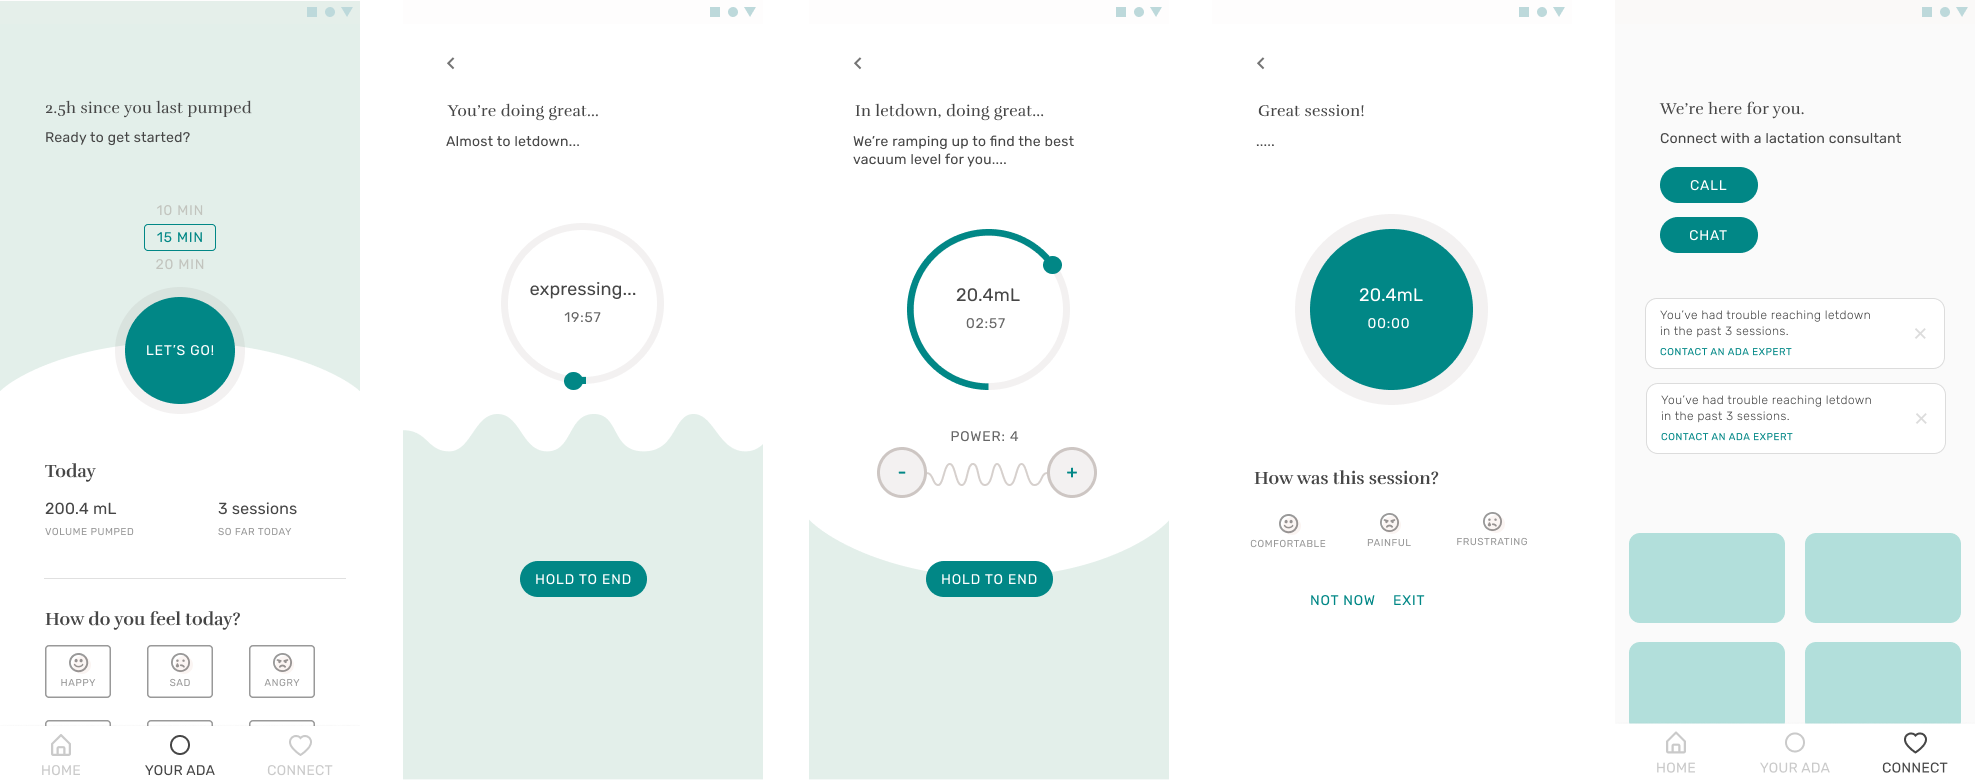 2.5h since you last pumped
Ready to get started?
10 MIN
15 MIN
20 MIN
LET'S GO!
Today
200.4 mL
3 sessions
VOLUME PUMPED
SO FAR TODAY
How do you feel today?
HAPPY
SAD
ANGRY
HOME
YOUR ADA
CONNECT
You're doing great...
Almost to letdown...
expressing...
19:57
HOLD TO END
In letdown, doing great...
We're ramping up to find the best
vacuum level for you....
20.4mL
02:57
POWER: 4
-
+
HOLD TO END
Great session!
.....
20.4mL
00:00
How was this session?
COMFORTABLE
PAINFUL
FRUSTRATING
NOT NOW
EXIT
We're here for you.
Connect with a lactation consultant
CALL
CHAT
You've had trouble reaching letdown
in the past 3 sessions.
CONTACT AN ADA EXPERT
You've had trouble reaching letdown
in the past 3 sessions.
CONTACT AN ADA EXPERT
HOME
YOUR ADA
CONNECT